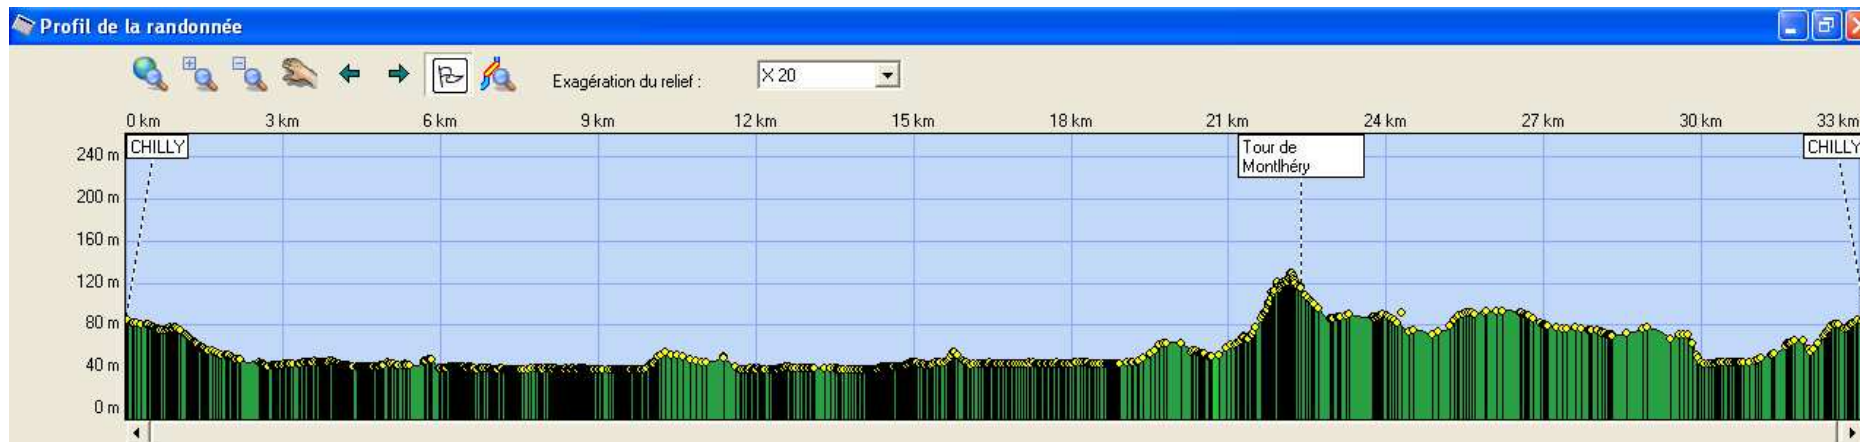 Profil de la randonnée
Exagération du relief :
X 20
0 km 3 km 6 km 9 km 12 km 15 km 18 km 21 km 24 km 27 km 30 km 33 km
240 m
CHILLY
Tour de
Montlhéry
CHILLY
200 m
160 m
120 m
80 m
40 m
0 m